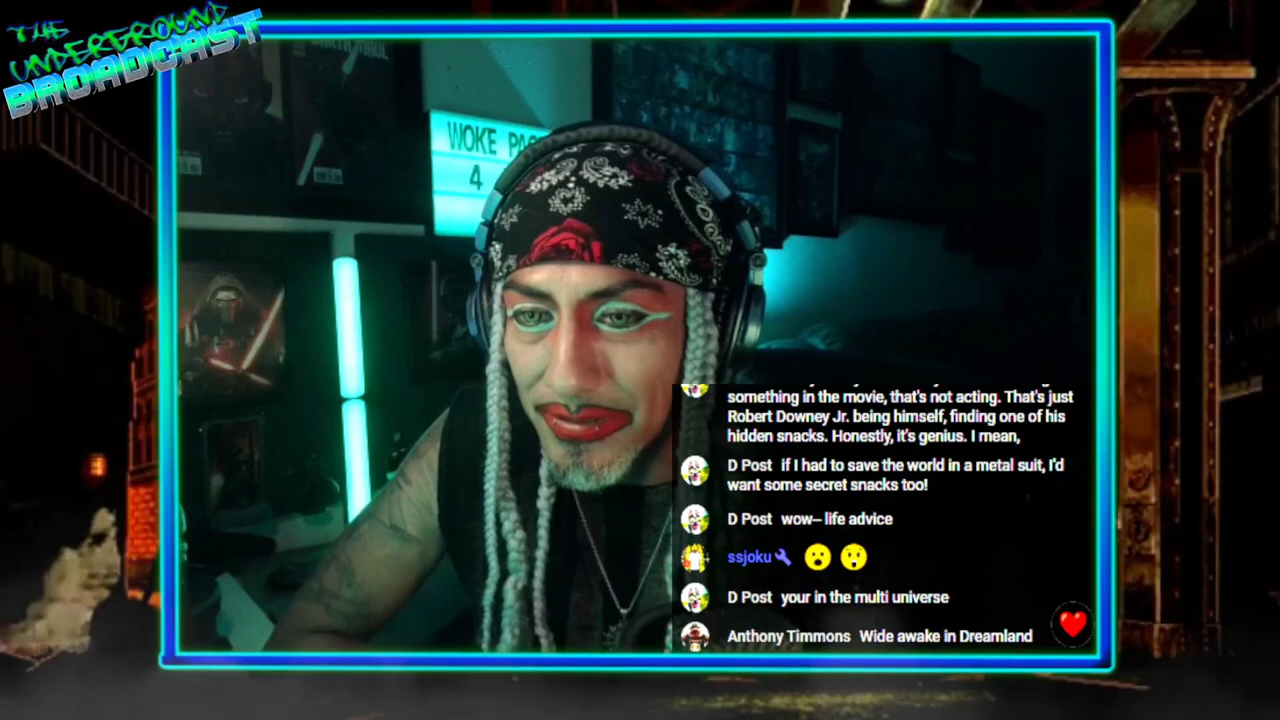 THE
UNDERGROUND
BROADCAST
WOKE
4
something in the movie, that's not acting. That's just
Robert Downey Jr. being himself, finding one of his
hidden snacks. Honestly, it's genius. I mean,
D Post if I had to save the world in a metal suit, I'd
want some secret snacks too!
D Post wow-- life advice
ssjoku
D Post your in the multi universe
Anthony Timmons Wide awake in Dreamland